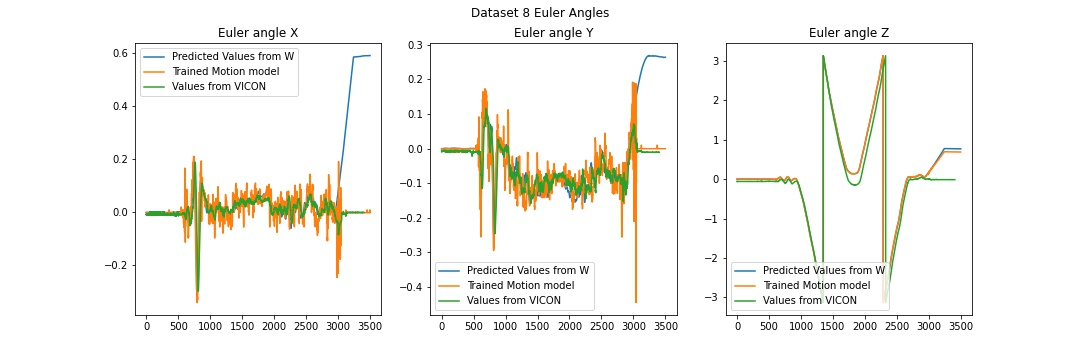 Dataset 8 Euler Angles
Euler angle X
Predicted Values from W
Trained Motion model
Values from VICON
0.6
0.4
0.2
0.0
−0.2
0 500 1000 1500 2000 2500 3000 3500
Euler angle Y
0.3
0.2
0.1
0.0
−0.1
−0.2
−0.3
−0.4
Predicted Values from W
Trained Motion model
Values from VICON
0 500 1000 1500 2000 2500 3000 3500
Euler angle Z
3
2
1
0
−1
−2
−3
Predicted Values from W
Trained Motion model
Values from VICON
0 500 1000 1500 2000 2500 3000 3500